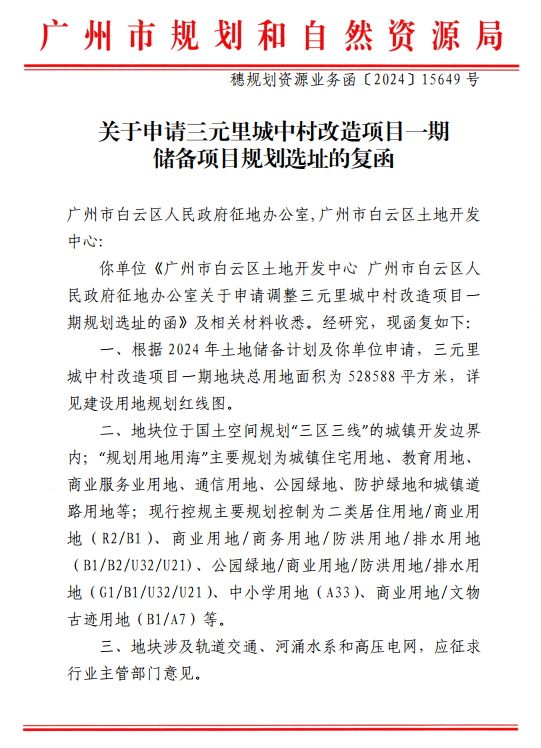 广州市规划和自然资源局
穗规划资源业务函〔2024〕15649号
关于申请三元里城中村改造项目一期
储备项目规划选址的复函
广州市白云区人民政府征地办公室,广州市白云区土地开发
中心:
你单位《广州市白云区土地开发中心 广州市白云区人
民政府征地办公室关于申请调整三元里城中村改造项目一
期规划选址的函》及相关材料收悉。经研究，现函复如下：
一、根据2024年土地储备计划及你单位申请，三元里
城中村改造项目一期地块总用地面积为528588平方米，详
见建设用地规划红线图。
二、地块位于国土空间规划“三区三线”的城镇开发边界
内；“规划用地用海”主要规划为城镇住宅用地、教育用地、
商业服务业用地、通信用地、公园绿地、防护绿地和城镇道
路用地等；现行控规主要规划控制为二类居住用地/商业用
地（R2/B1）、商业用地/商务用地/防洪用地/排水用地
（B1/B2/U32/U21）、公园绿地/商业用地/防洪用地/排水用
地（G1/B1/U32/U21）、中小学用地（A33）、商业用地/文物
古迹用地（B1/A7）等。
三、地块涉及轨道交通、河涌水系和高压电网，应征求
行业主管部门意见。